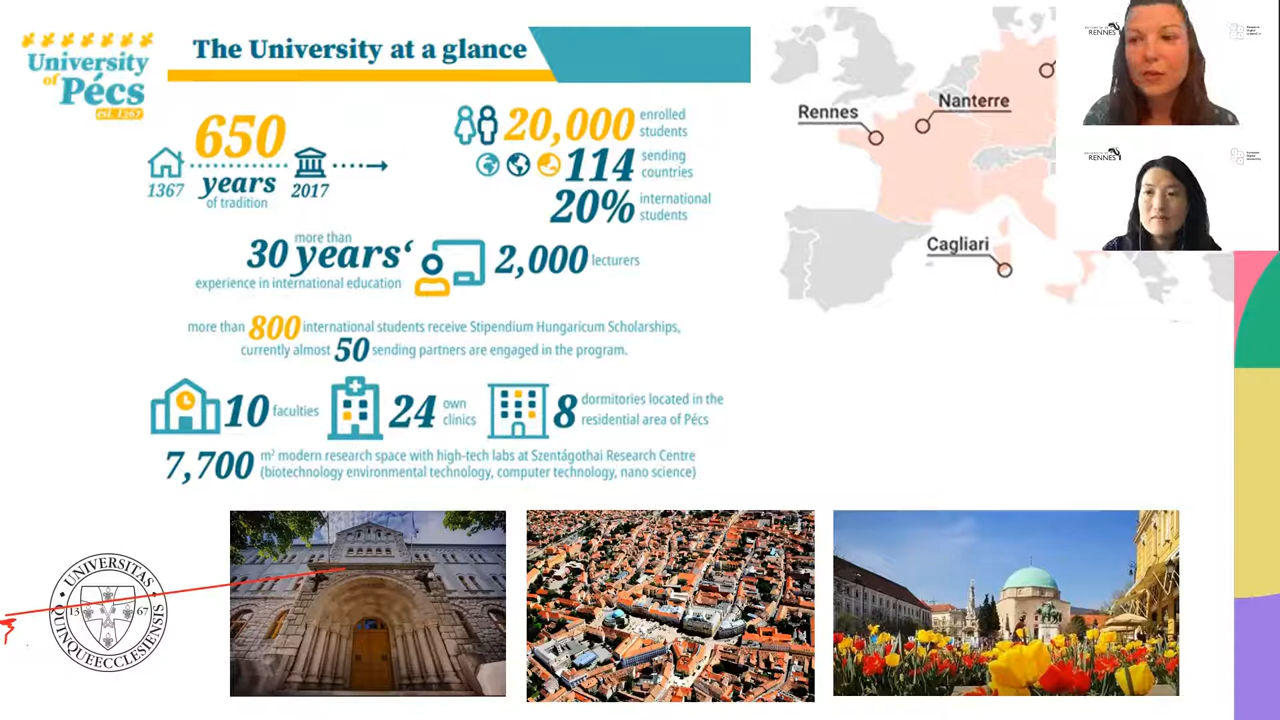 University
of Pécs
est. 1367
The University at a glance
650
1367 years 2017
of tradition
20,000 enrolled
students
114 sending
countries
20% international
students
more than
30 years‘
experience in international education
2,000 lecturers
more than 800 international students receive Stipendium Hungaricum Scholarships,
currently almost 50 sending partners are engaged in the program.
10 faculties
24 own
clinics
8 dormitories located in the
residential area of Pécs
7,700 m² modern research space with high-tech labs at Szentágothai Research Centre
(biotechnology environmental technology, computer technology, nano science)
Rennes
Nanterre
Cagliari
RENNES
RENNES
UNIVERSITAS
13 67
QUINQUEECCLESIENSIS